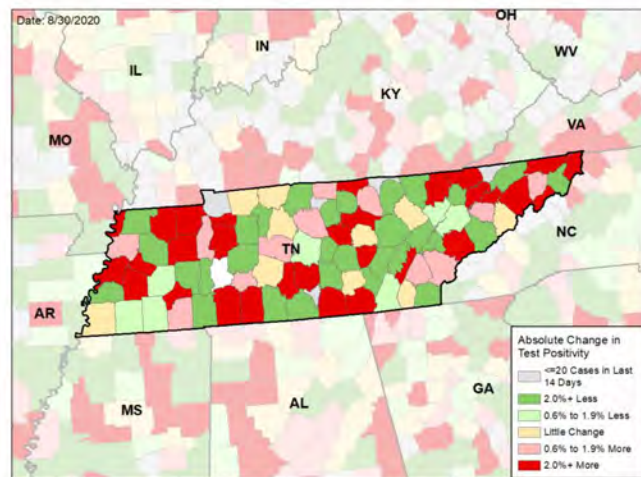 Date: 8/30/2020
OH
IN
WV
IL
KY
VA
MO
TN
NC
AR
MS
AL
GA
Absolute Change in
Test Positivity
<=20 Cases in Last
14 Days
2.0%+ Less
0.6% to 1.9% Less
Little Change
0.6% to 1.9% More
2.0%+ More